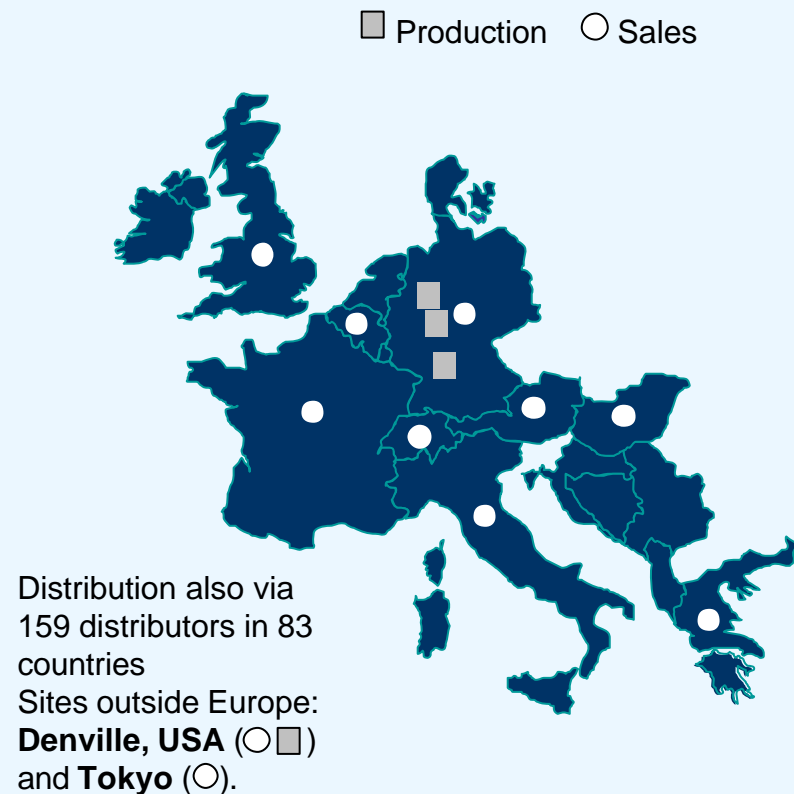 Production Sales
Distribution also via
159 distributors in 83
countries
Sites outside Europe:
Denville, USA ( )
and Tokyo ( ).